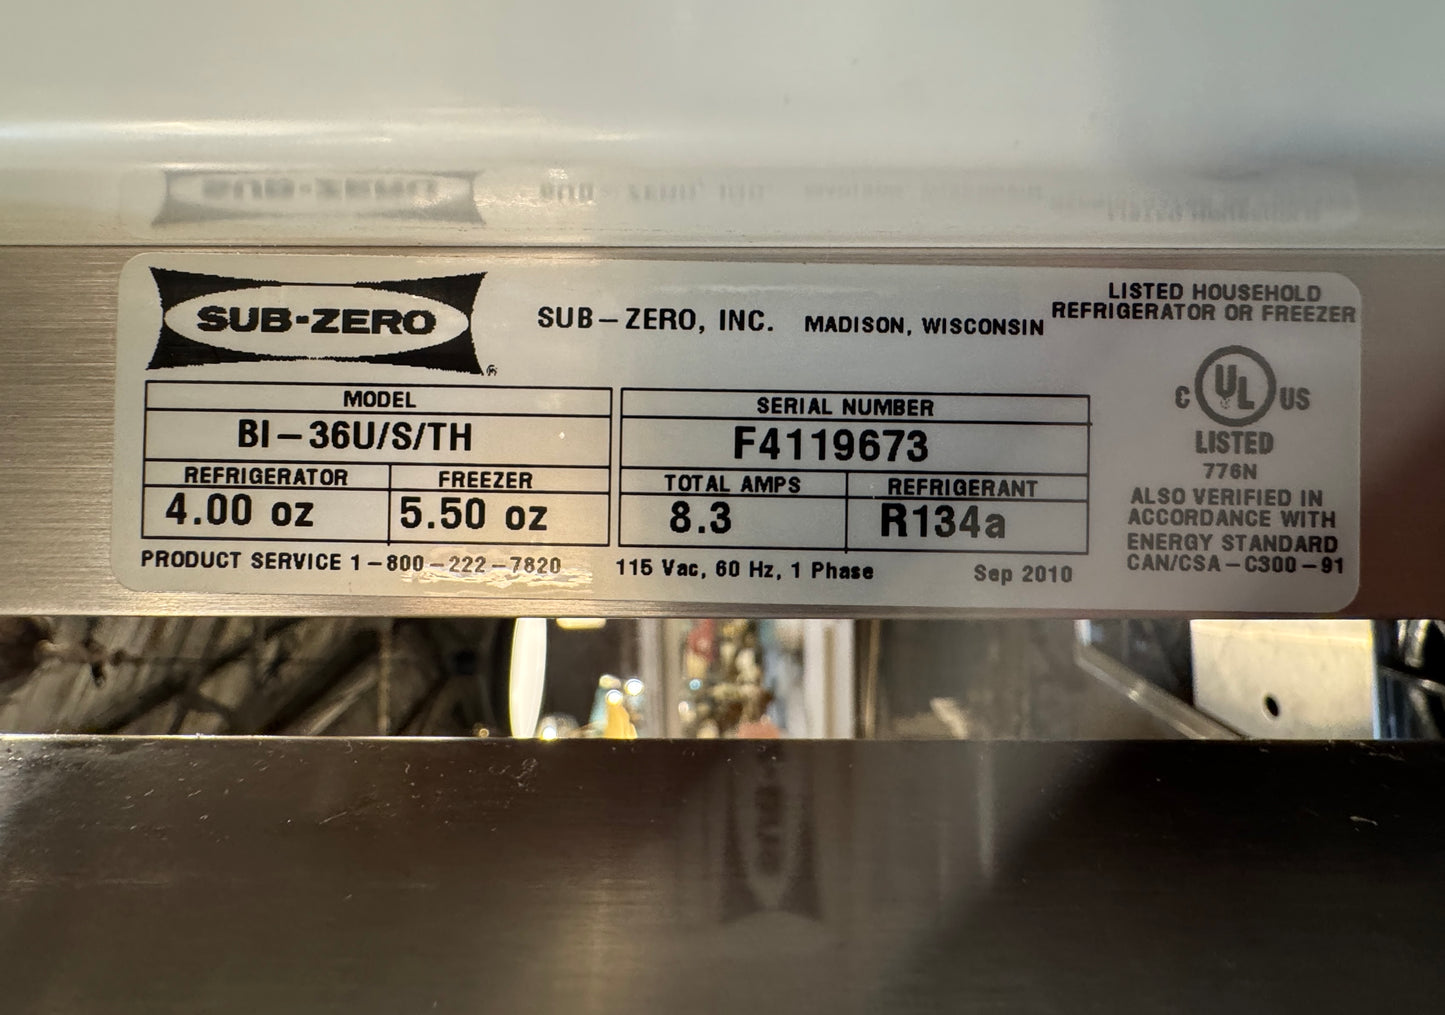 SUB-ZERO
®
SUB-ZERO, INC. MADISON, WISCONSIN
LISTED HOUSEHOLD
REFRIGERATOR OR FREEZER
MODEL
BI-36U/S/TH
REFRIGERATOR FREEZER
4.00 oz 5.50 oz
SERIAL NUMBER
F4119673
TOTAL AMPS REFRIGERANT
8.3 R134a
C UL US
LISTED
776N
ALSO VERIFIED IN
ACCORDANCE WITH
ENERGY STANDARD
CAN/CSA-C300-91
PRODUCT SERVICE 1-800-222-7820 115 Vac, 60 Hz, 1 Phase Sep 2010